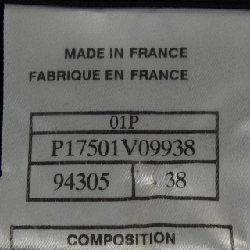 MADE IN FRANCE
FABRIQUE EN FRANCE
01P
P17501V09938
94305 38
COMPOSITION